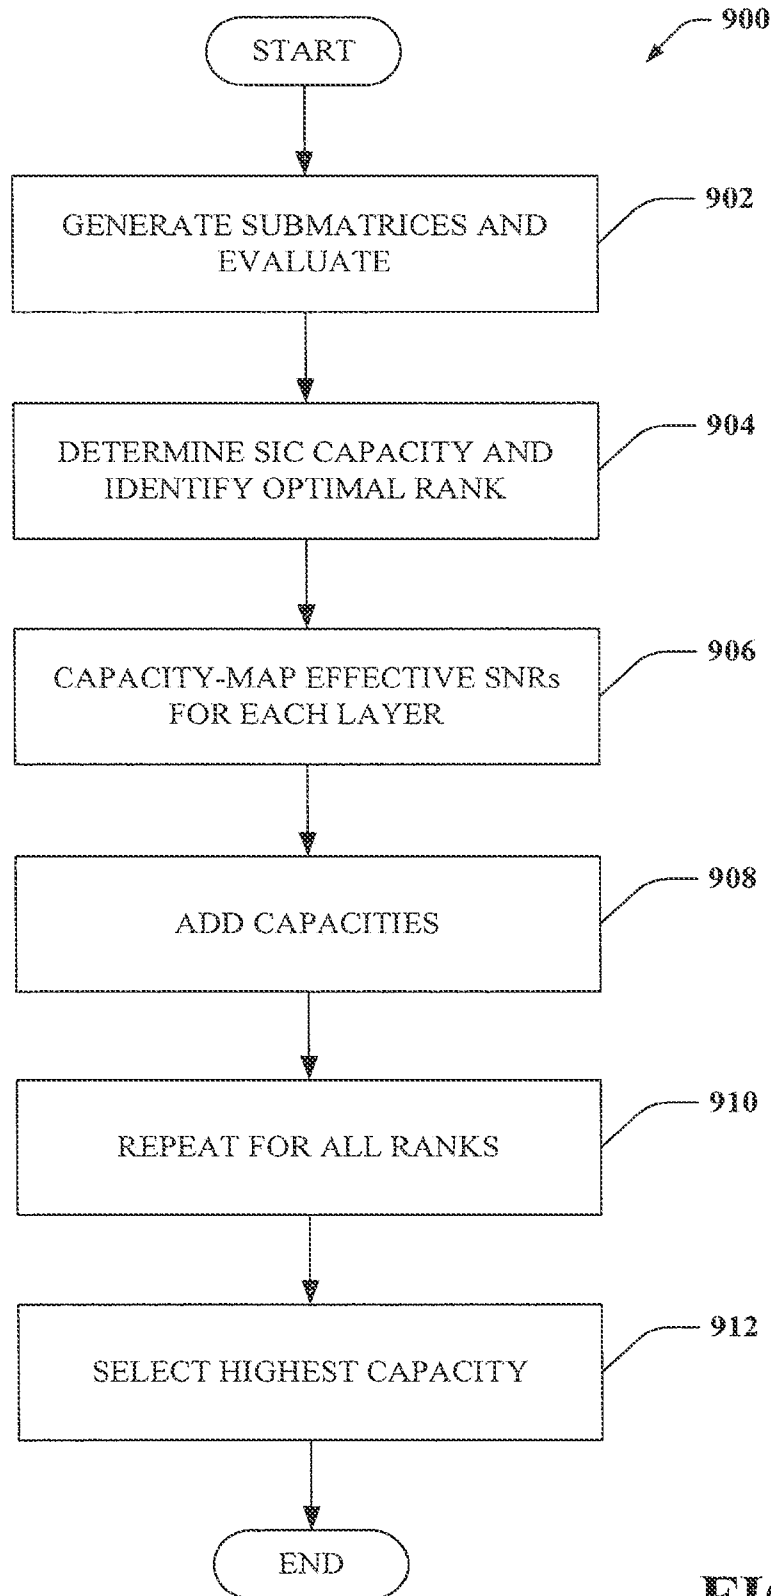 900
START
902
GENERATE SUBMATRICES AND
EVALUATE
904
DETERMINE SIC CAPACITY AND
IDENTIFY OPTIMAL RANK
906
CAPACITY-MAP EFFECTIVE SNRs
FOR EACH LAYER
908
ADD CAPACITIES
910
REPEAT FOR ALL RANKS
912
SELECT HIGHEST CAPACITY
END